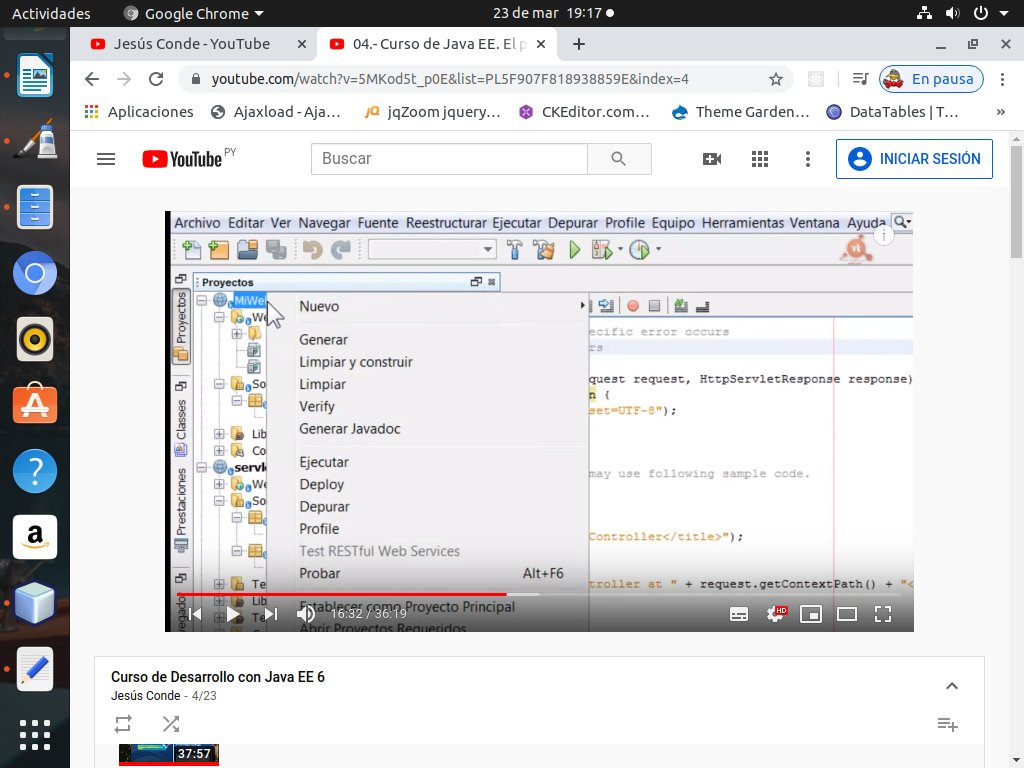 Actividades Google Chrome 23 de mar 19:17
Jesús Conde - YouTube 04.- Curso de Java EE. El p
youtube.com/watch?v=5MKod5t_p0E&list=PL5F907F818938859E&index=4 En pausa
Aplicaciones Ajaxload - Aja... jqZoom jquery... CKEditor.com... Theme Garden... DataTables | T... »
YouTube PY Buscar INICIAR SESIÓN
Archivo Editar Ver Navegar Fuente Reestructurar Ejecutar Depurar Profile Equipo Herramientas Ventana Ayuda
Proyectos
Proyectos
MiWel
We
So
Lib
Co
servl
We
So
Te
Lib
Te
Clases
Prestaciones
vegado
Nuevo
Generar
Limpiar y construir
Limpiar
Verify
Generar Javadoc
Ejecutar
Deploy
Depurar
Profile
Test RESTful Web Services
Probar Alt+F6
Establecer como Proyecto Principal
Abrir Proyectos Requeridos
ecific error occurs
rs
quest request, HttpServletResponse response)
n {
set=UTF-8");
may use following sample code.
Controller</title>");
troller at " + request.getContextPath() + "<
16:32 / 36:19 HD
Curso de Desarrollo con Java EE 6
Jesús Conde - 4/23
37:57